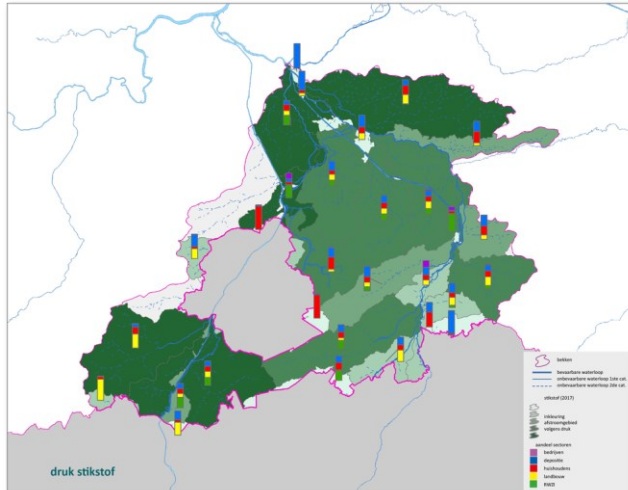 bekken
bevaarbare waterloop
onbevaarbare waterloop 1ste cat.
onbevaarbare waterloop 2de cat.
stikstof (2017)
inkleuring
afstroomgebied
volgens druk
aandeel sectoren
bedrijven
depositie
huishoudens
landbouw
RWZI
druk stikstof